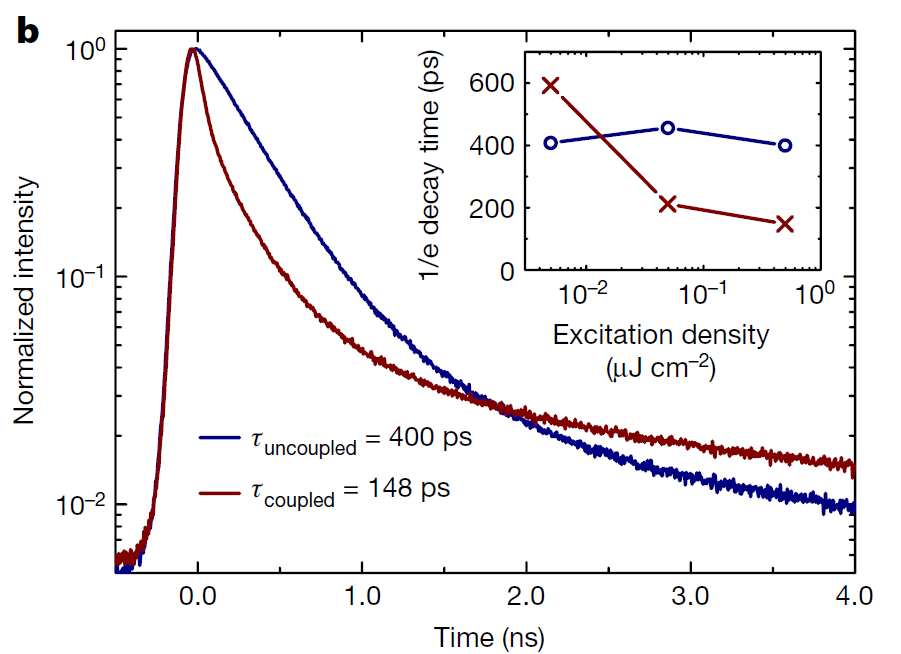 b
10⁰
10⁻¹
10⁻²
Normalized intensity
0.0 1.0 2.0 3.0 4.0
Time (ns)
τuncoupled = 400 ps
τcoupled = 148 ps
1/e decay time (ps)
600
400
200
0
10⁻² 10⁻¹ 10⁰
Excitation density
(μJ cm⁻²)